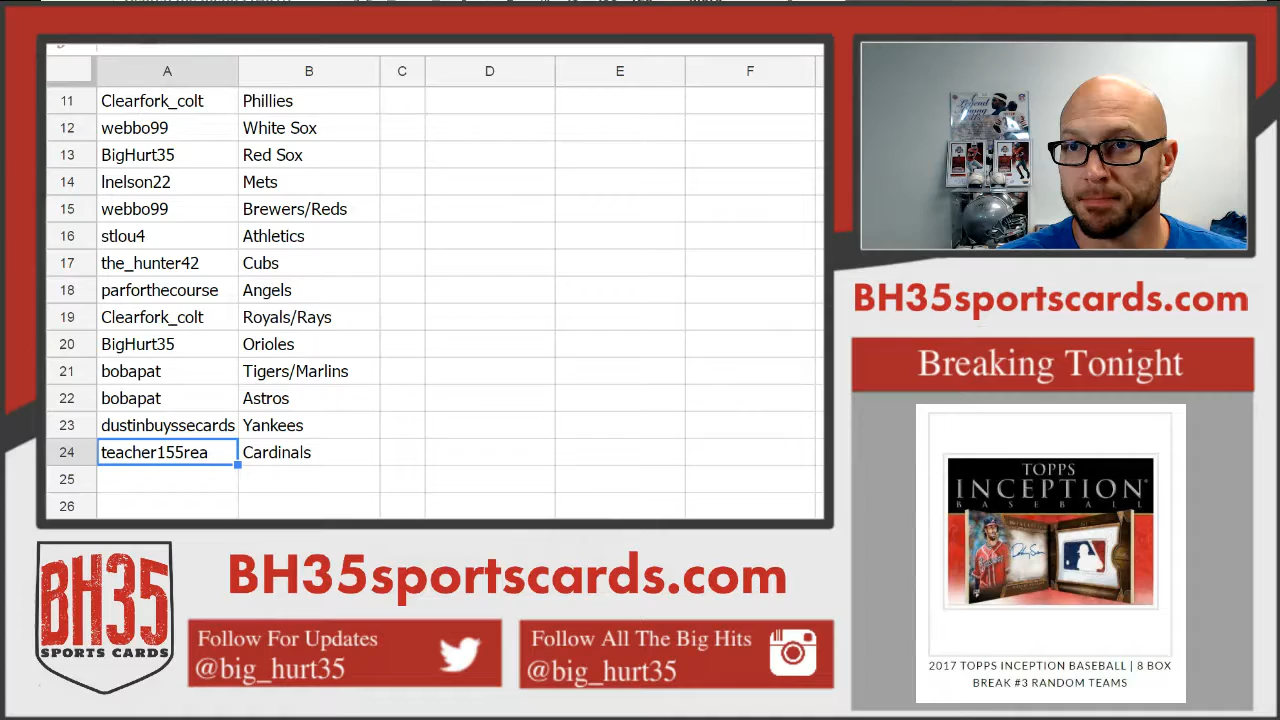 A B C D E F
11 Clearfork_colt Phillies
12 webbo99 White Sox
13 BigHurt35 Red Sox
14 lnelson22 Mets
15 webbo99 Brewers/Reds
16 stlou4 Athletics
17 the_hunter42 Cubs
18 parforthecourse Angels
19 Clearfork_colt Royals/Rays
20 BigHurt35 Orioles
21 bobapat Tigers/Marlins
22 bobapat Astros
23 dustinbuyssecards Yankees
24 teacher155rea Cardinals
25
26
BH35sportscards.com
Breaking Tonight
TOPPS
INCEPTION
BASEBALL
2017 TOPPS INCEPTION BASEBALL | 8 BOX
BREAK #3 RANDOM TEAMS
BH35
SPORTS CARDS
BH35sportscards.com
Follow For Updates
@big_hurt35
Follow All The Big Hits
@big_hurt35